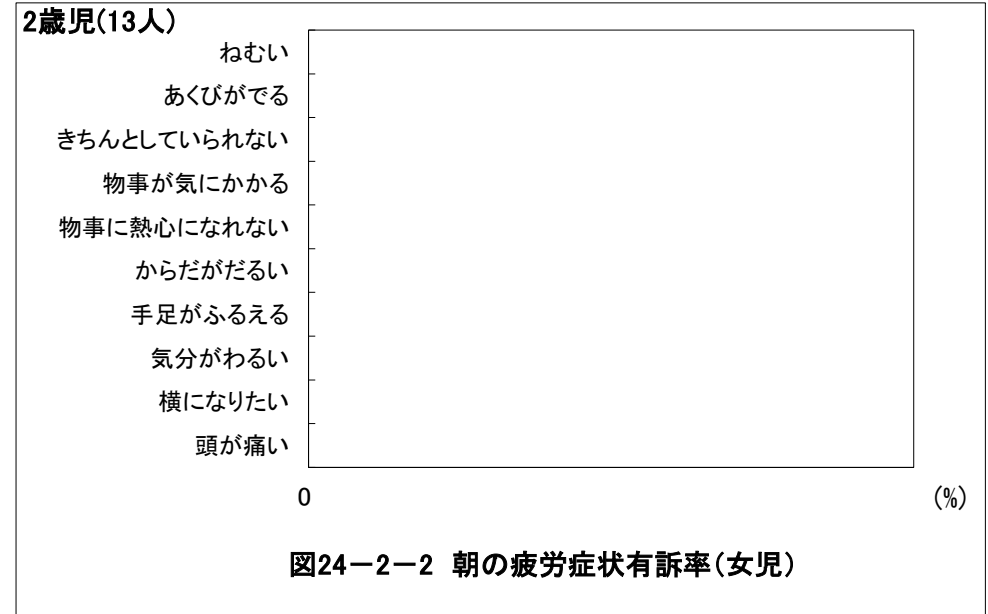 2歳児(13人)
ねむい
あくびがでる
きちんとしていられない
物事が気にかかる
物事に熱心になれない
からだがだるい
手足がふるえる
気分がわるい
横になりたい
頭が痛い
0
(%)
図24－2－2 朝の疲労症状有訴率(女児)